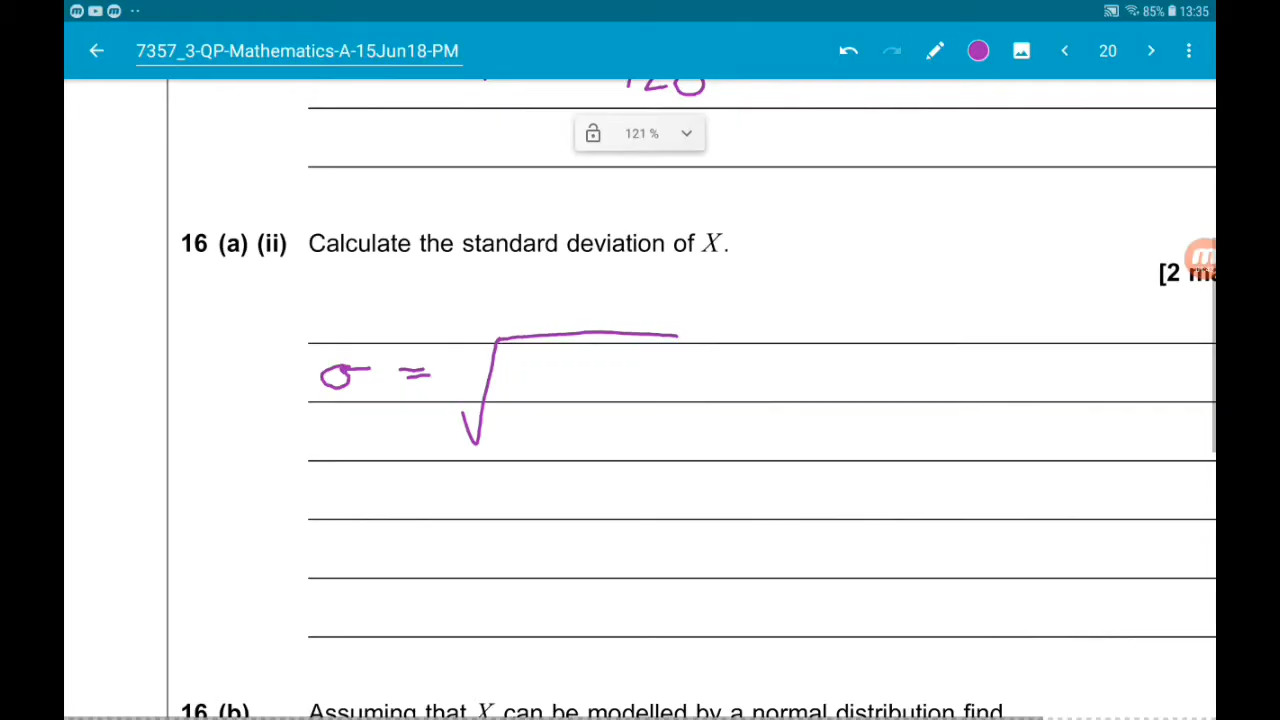 85% 13:35
7357_3-QP-Mathematics-A-15Jun18-PM 20
120
121 %
16 (a) (ii) Calculate the standard deviation of X.
[2
σ = √
16 (b) Assuming that X can be modelled by a normal distribution find